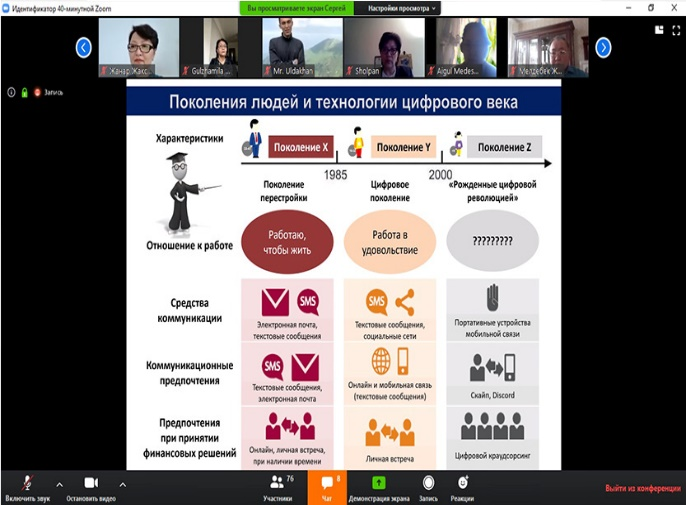 Идентификатор 40-минутной Zoom
Вы просматриваете экран Сергей
Настройки просмотра
Жанар Жакс...
Gulzhamila ...
Mr. Uldakhan
Sholpan
Aigul Medes...
Мелдебек Ж...
Запись
Поколения людей и технологии цифрового века
Характеристики
Поколение X
Поколение Y
Поколение Z
1985
2000
Поколение
перестройки
Цифровое
поколение
«Рожденные цифровой
революцией»
Отношение к работе
Работаю,
чтобы жить
Работа в
удовольствие
?????????
Средства
коммуникации
SMS
SMS
Электронная почта,
текстовые сообщения
Текстовые сообщения,
социальные сети
Портативные устройства
мобильной связи
Коммуникационные
предпочтения
SMS
Текстовые сообщения,
электронная почта
Онлайн и мобильная связь
(текстовые сообщения)
Скайп, Discord
Предпочтения
при принятии
финансовых решений
Онлайн, личная встреча,
при наличии времени
Личная встреча
Цифровой краудсорсинг
Включить звук
Остановить видео
76
Участники
8
Чат
Демонстрация экрана
Запись
Реакции
Выйти из конференции